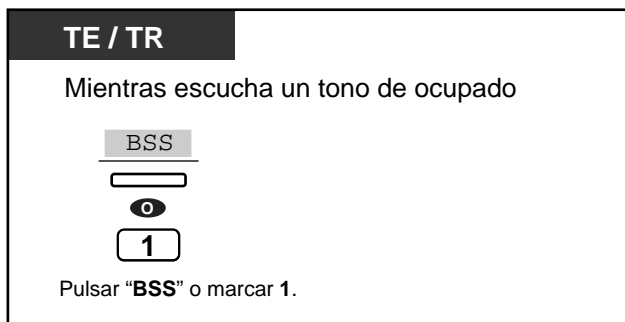 TE / TR
Mientras escucha un tono de ocupado
BSS
O
1
Pulsar “BSS” o marcar 1.